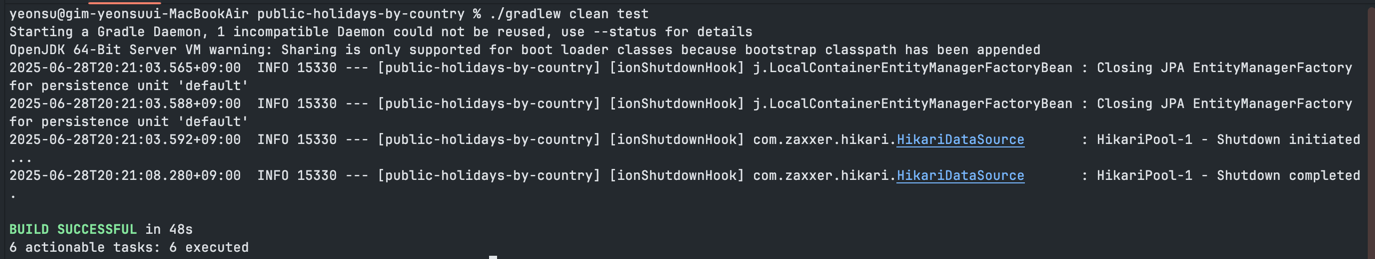 yeonsu@gim-yeonsuui-MacBookAir public-holidays-by-country % ./gradlew clean test
Starting a Gradle Daemon, 1 incompatible Daemon could not be reused, use --status for details
OpenJDK 64-Bit Server VM warning: Sharing is only supported for boot loader classes because bootstrap classpath has been appended
2025-06-28T20:21:03.565+09:00  INFO 15330 --- [public-holidays-by-country] [ionShutdownHook] j.LocalContainerEntityManagerFactoryBean : Closing JPA EntityManagerFactory
for persistence unit 'default'
2025-06-28T20:21:03.588+09:00  INFO 15330 --- [public-holidays-by-country] [ionShutdownHook] j.LocalContainerEntityManagerFactoryBean : Closing JPA EntityManagerFactory
for persistence unit 'default'
2025-06-28T20:21:03.592+09:00  INFO 15330 --- [public-holidays-by-country] [ionShutdownHook] com.zaxxer.hikari.HikariDataSource       : HikariPool-1 - Shutdown initiated
...
2025-06-28T20:21:08.280+09:00  INFO 15330 --- [public-holidays-by-country] [ionShutdownHook] com.zaxxer.hikari.HikariDataSource       : HikariPool-1 - Shutdown completed
.
BUILD SUCCESSFUL in 48s
6 actionable tasks: 6 executed